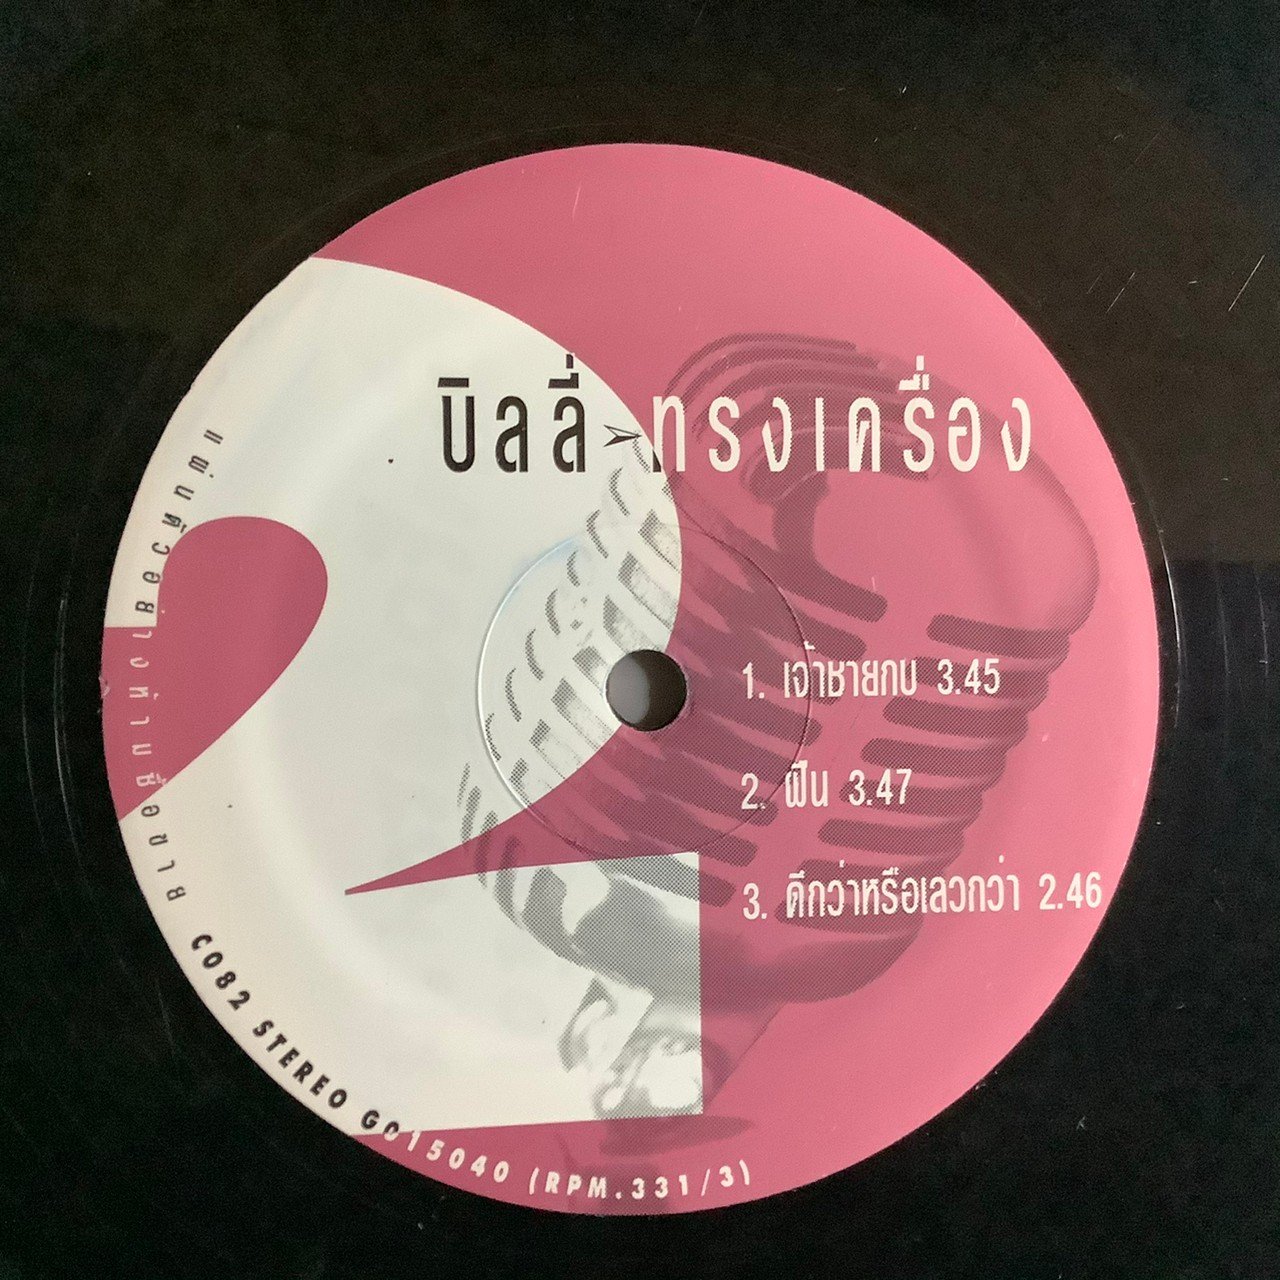 บิลลี่ ทรงเครื่อง
1. เจ้าชายกบ 3.45
2. ฝืน 3.47
3. ดีกว่าหรือเลวกว่า 2.46
2
C082 STEREO GO15040 (RPM.331/3)